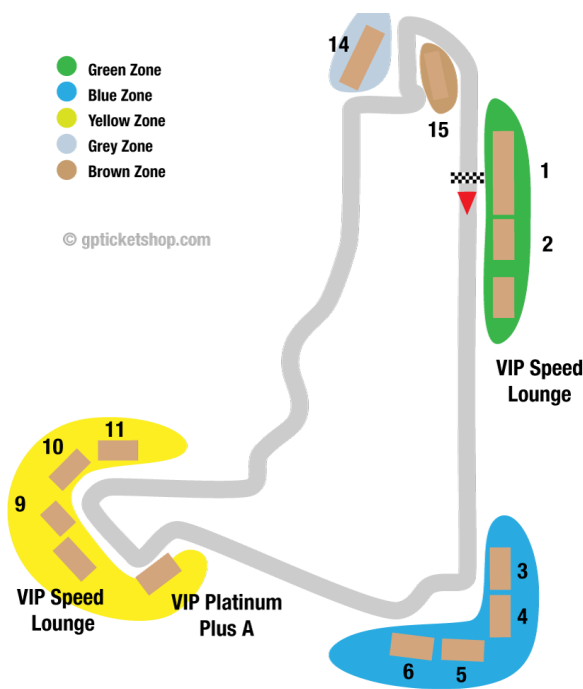 14
Green Zone
Blue Zone
Yellow Zone
Grey Zone
Brown Zone
15
1
© gpticketshop.com
2
VIP Speed
Lounge
11
10
9
3
VIP Speed
Lounge
VIP Platinum
Plus A
4
6
5